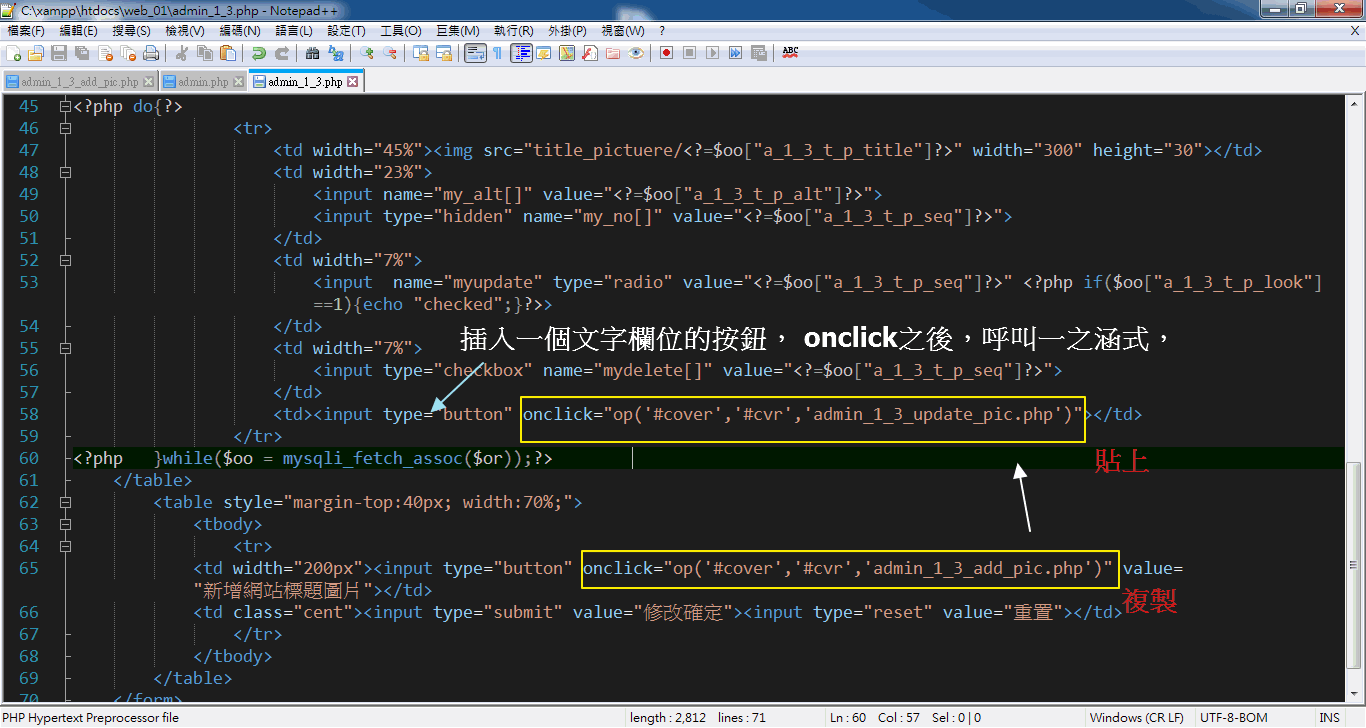 C:\xampp\htdocs\web_01\admin_1_3.php - Notepad++
檔案(F) 編輯(E) 搜尋(S) 檢視(V) 編碼(N) 語言(L) 設定(T) 工具(O) 巨集(M) 執行(R) 外掛(P) 視窗(W) ? X
ABC
admin_1_3_add_pic.php admin.php admin_1_3.php
45 <?php do{?>
46 <tr>
47 <td width="45%"><img src="title_pictuere/<?=$oo["a_1_3_t_p_title"]?>" width="300" height="30"></td>
48 <td width="23%">
49 <input name="my_alt[]" value="<?=$oo["a_1_3_t_p_alt"]?>">
50 <input type="hidden" name="my_no[]" value="<?=$oo["a_1_3_t_p_seq"]?>">
51 </td>
52 <td width="7%">
53 <input  name="myupdate" type="radio" value="<?=$oo["a_1_3_t_p_seq"]?>" <?php if($oo["a_1_3_t_p_look"]
==1){echo "checked";}?>>
54 </td>
插入一個文字欄位的按鈕， onclick之後，呼叫一之涵式，
55 <td width="7%">
56 <input type="checkbox" name="mydelete[]" value="<?=$oo["a_1_3_t_p_seq"]?>">
57 </td>
58 <td><input type="button" onclick="op('#cover','#cvr','admin_1_3_update_pic.php')"></td>
59 </tr>
60 <?php   }while($oo = mysqli_fetch_assoc($or));?>
貼上
61 </table>
62 <table style="margin-top:40px; width:70%;">
63 <tbody>
64 <tr>
65 <td width="200px"><input type="button" onclick="op('#cover','#cvr','admin_1_3_add_pic.php')" value=
"新增網站標題圖片"></td>
複製
66 <td class="cent"><input type="submit" value="修改確定"><input type="reset" value="重置"></td>
67 </tr>
68 </tbody>
69 </table>
70 </form>
PHP Hypertext Preprocessor file length : 2,812 lines : 71 Ln : 60 Col : 57 Sel : 0 | 0 Windows (CR LF) UTF-8-BOM INS